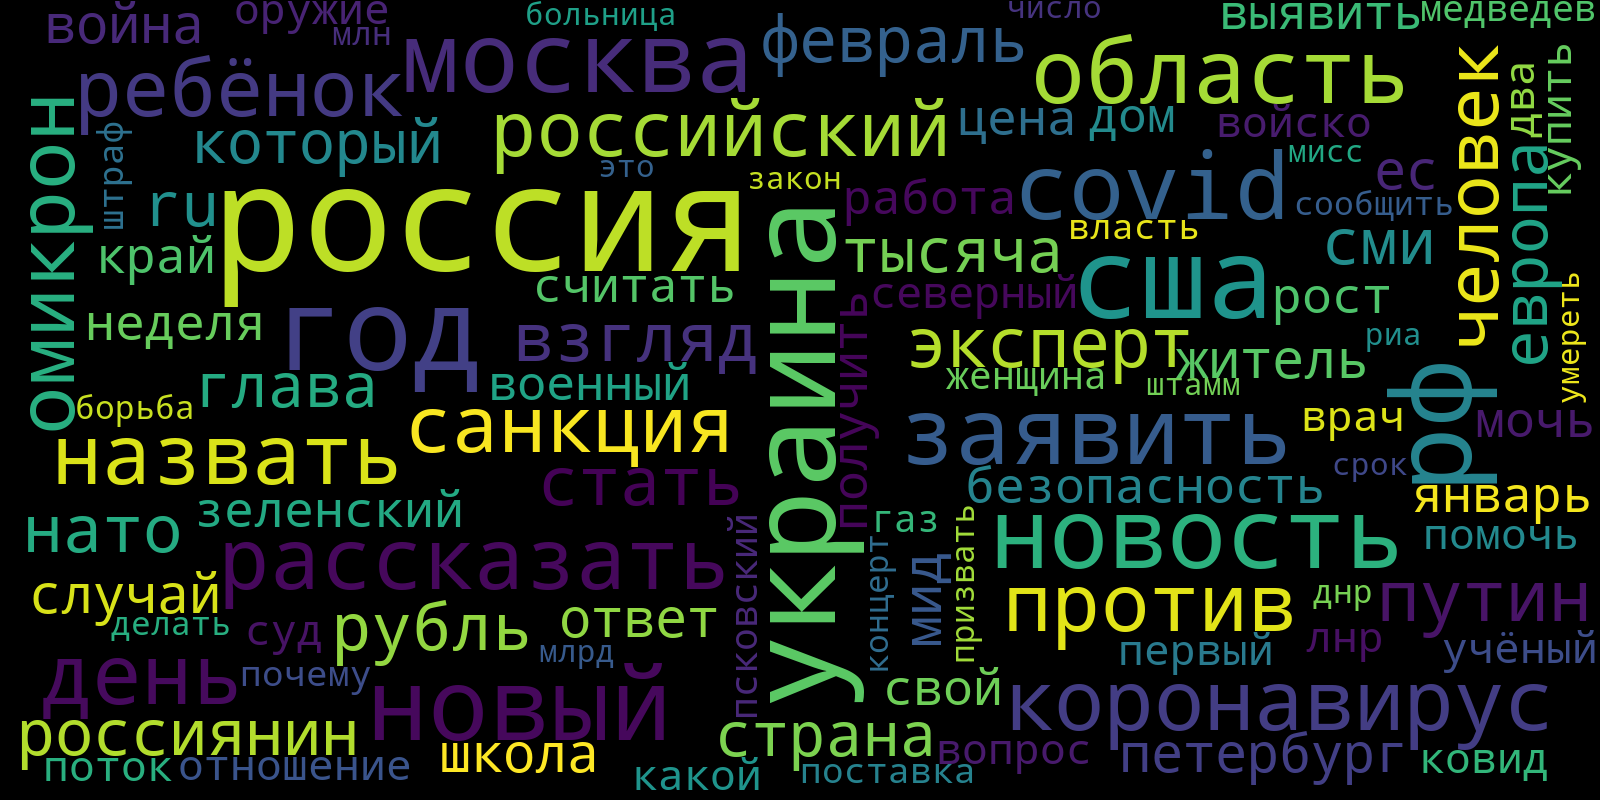 война
оружие
млн
больница
число
выявить
медведев
москва
февраль
область
ребёнок
российский
цена
дом
войско
человек
два
купить
омикрон
штраф
который
это
закон
мисс
ес
covid
ru
россия
работа
сообщить
европа
край
украина
тысяча
власть
сми
считать
северный
сша
рост
умереть
неделя
год
взгляд
получить
эксперт
житель
риа
рф
глава
военный
женщина
штамм
борьба
санкция
заявить
врач
мочь
назвать
стать
безопасность
срок
январь
зеленский
газ
новость
помочь
нато
рассказать
псковский
концерт
мид
призвать
случай
рубль
ответ
против
днр
путин
делать
суд
млрд
первый
лнр
учёный
день
почему
новый
свой
коронавирус
россиянин
школа
страна
вопрос
петербург
ковид
поток
отношение
какой
поставка